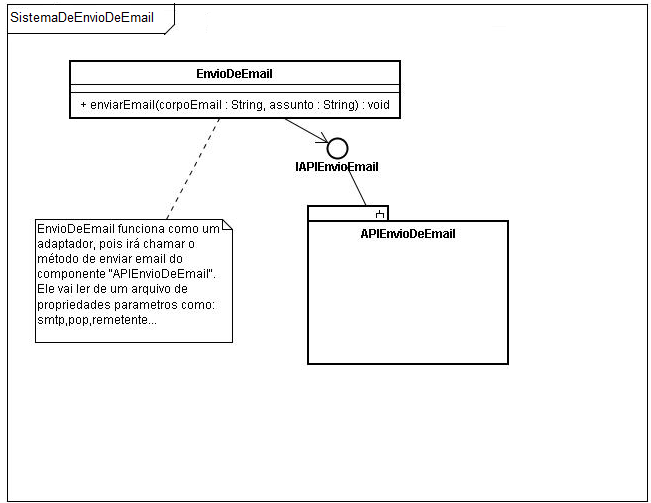 SistemaDeEnvioDeEmail
EnvioDeEmail
+ enviarEmail(corpoEmail : String, assunto : String) : void
IAPIEnvioEmail
APIEnvioDeEmail
EnvioDeEmail funciona como um
adaptador, pois irá chamar o
método de enviar email do
componente "APIEnvioDeEmail".
Ele vai ler de um arquivo de
propriedades parametros como:
smtp,pop,remetente...